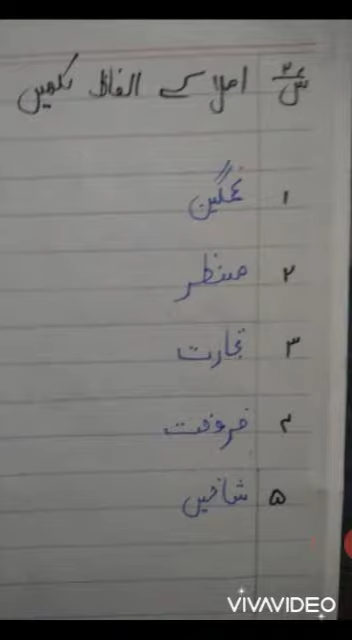 س۲ املا کے الفاظ لکھیں
۱ غمگین
۲ منظر
۳ تجارت
۴ فروخت
۵ شاخیں
VIVAVIDEO